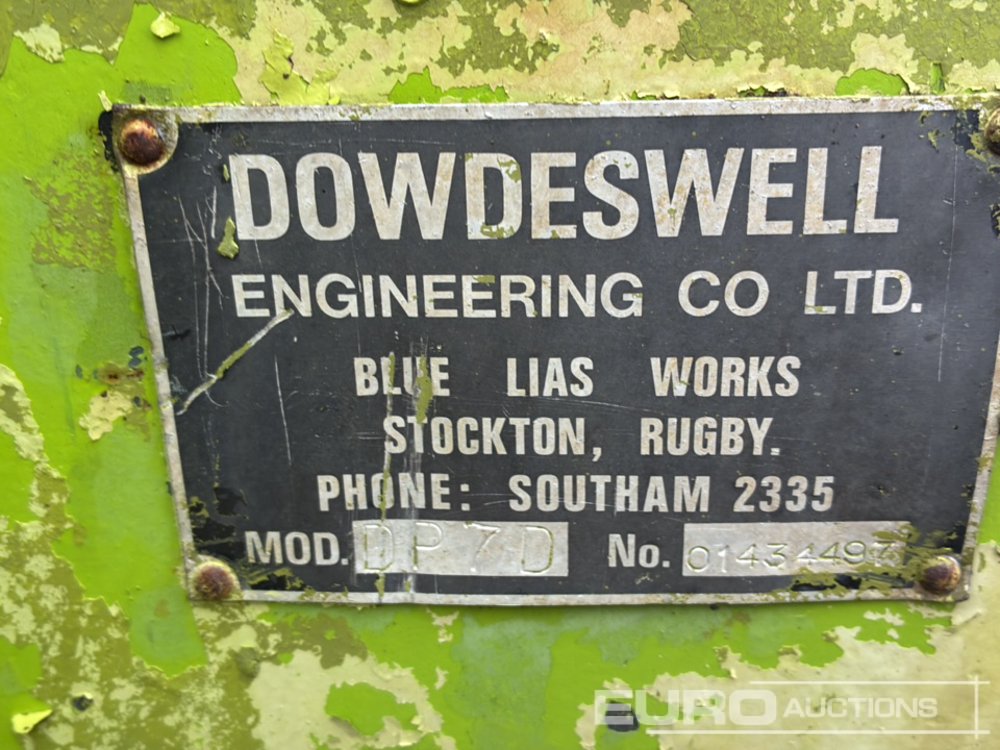 DOWDESWELL
ENGINEERING CO LTD.
BLUE LIAS WORKS
STOCKTON, RUGBY.
PHONE: SOUTHAM 2335
MOD. DP7D No.
EURO AUCTIONS